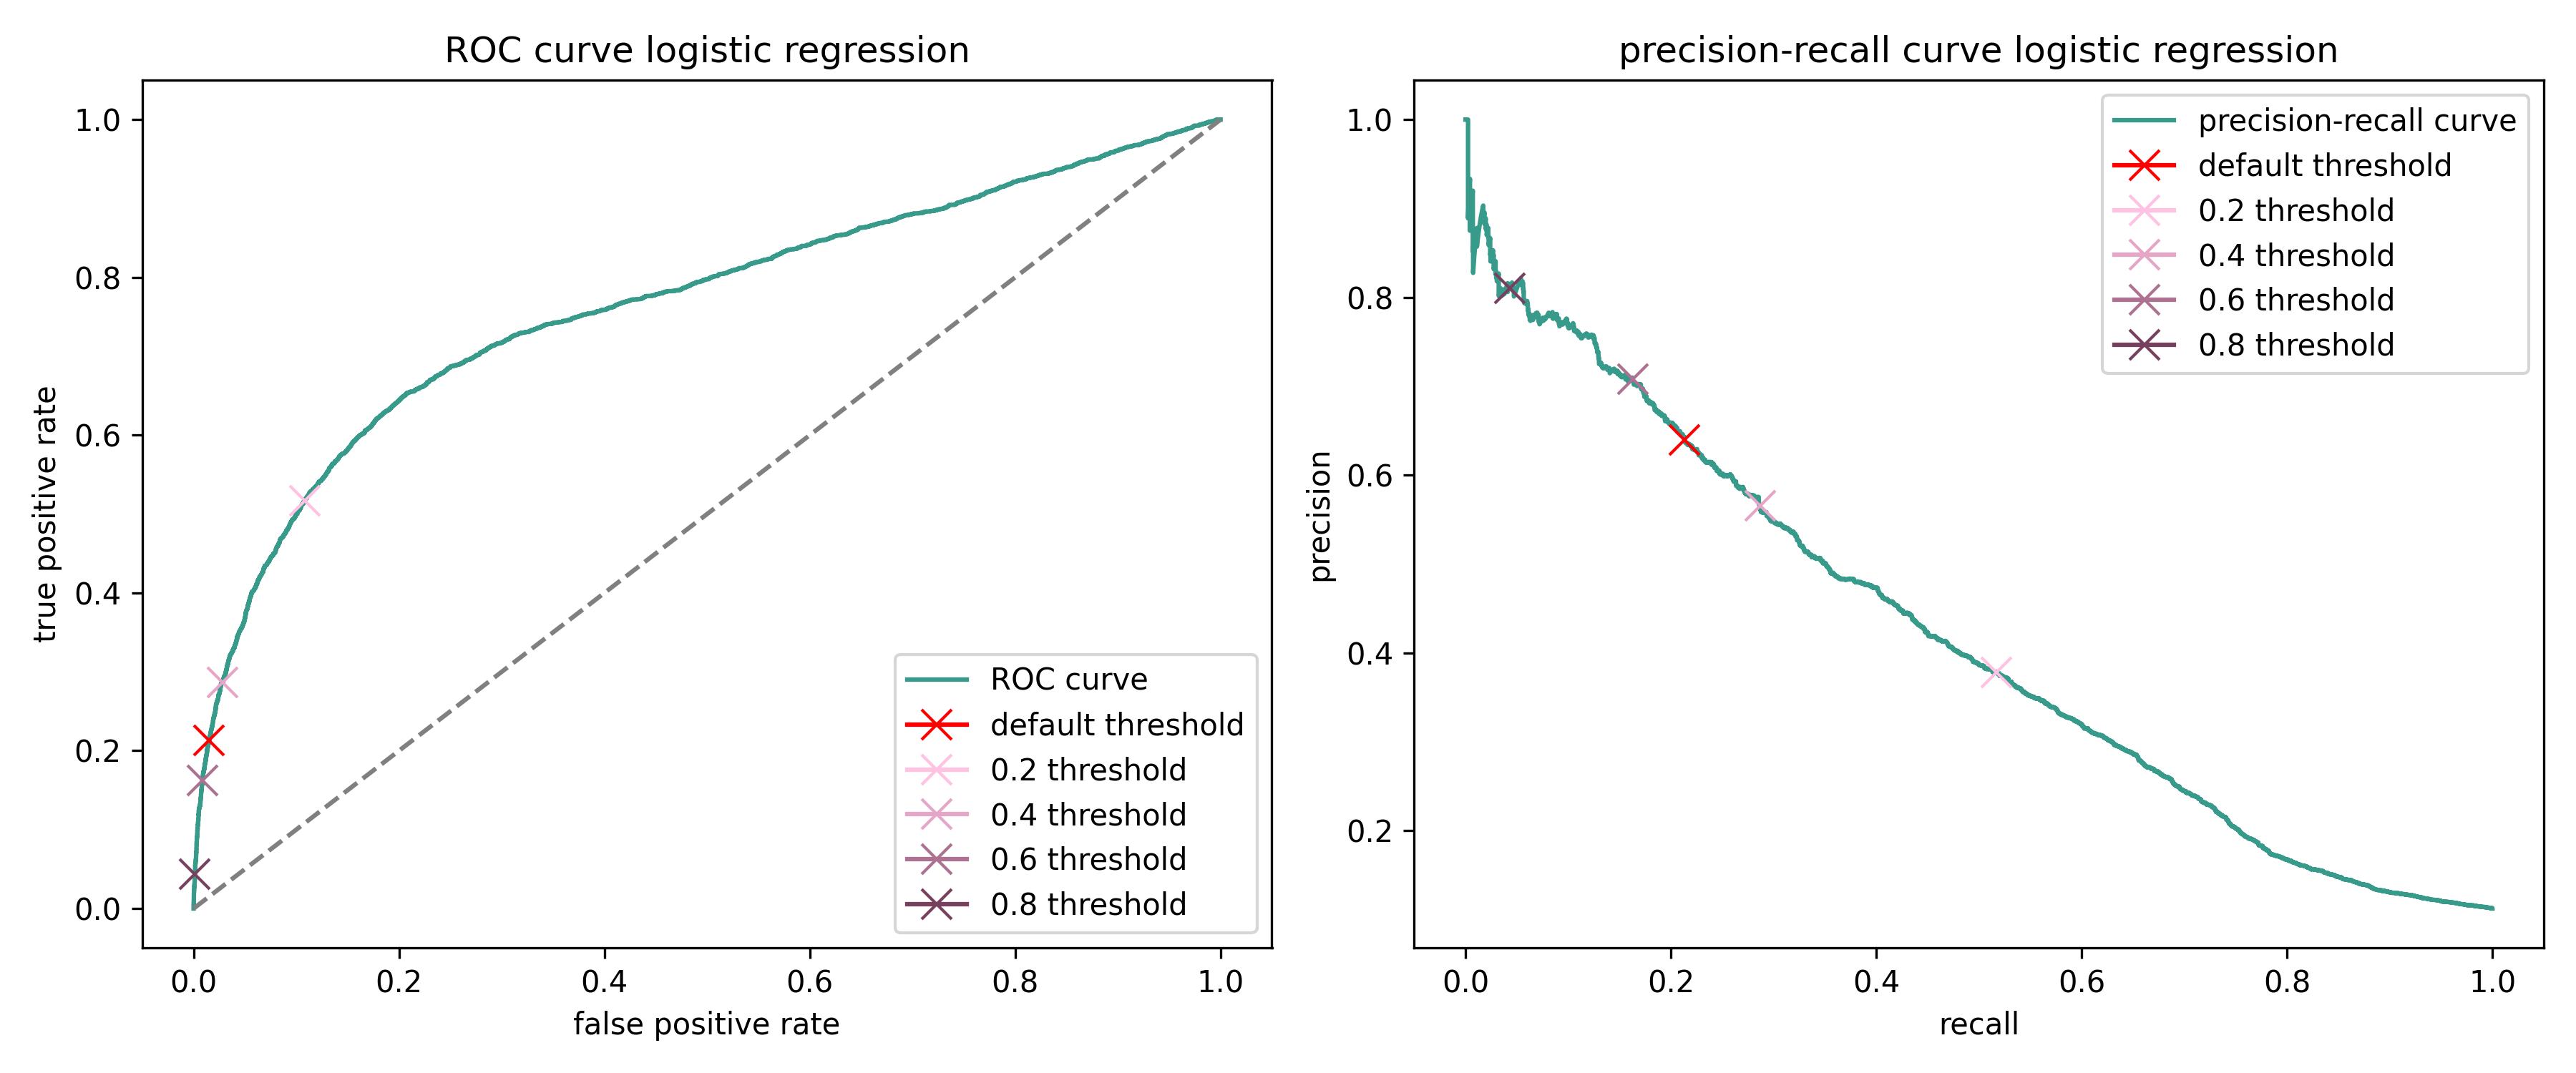 ROC curve logistic regression
1.0
0.8
0.6
0.4
0.2
0.0
true positive rate
0.0 0.2 0.4 0.6 0.8 1.0
false positive rate
ROC curve
default threshold
0.2 threshold
0.4 threshold
0.6 threshold
0.8 threshold
precision-recall curve logistic regression
1.0
0.8
0.6
0.4
0.2
precision
0.0 0.2 0.4 0.6 0.8 1.0
recall
precision-recall curve
default threshold
0.2 threshold
0.4 threshold
0.6 threshold
0.8 threshold